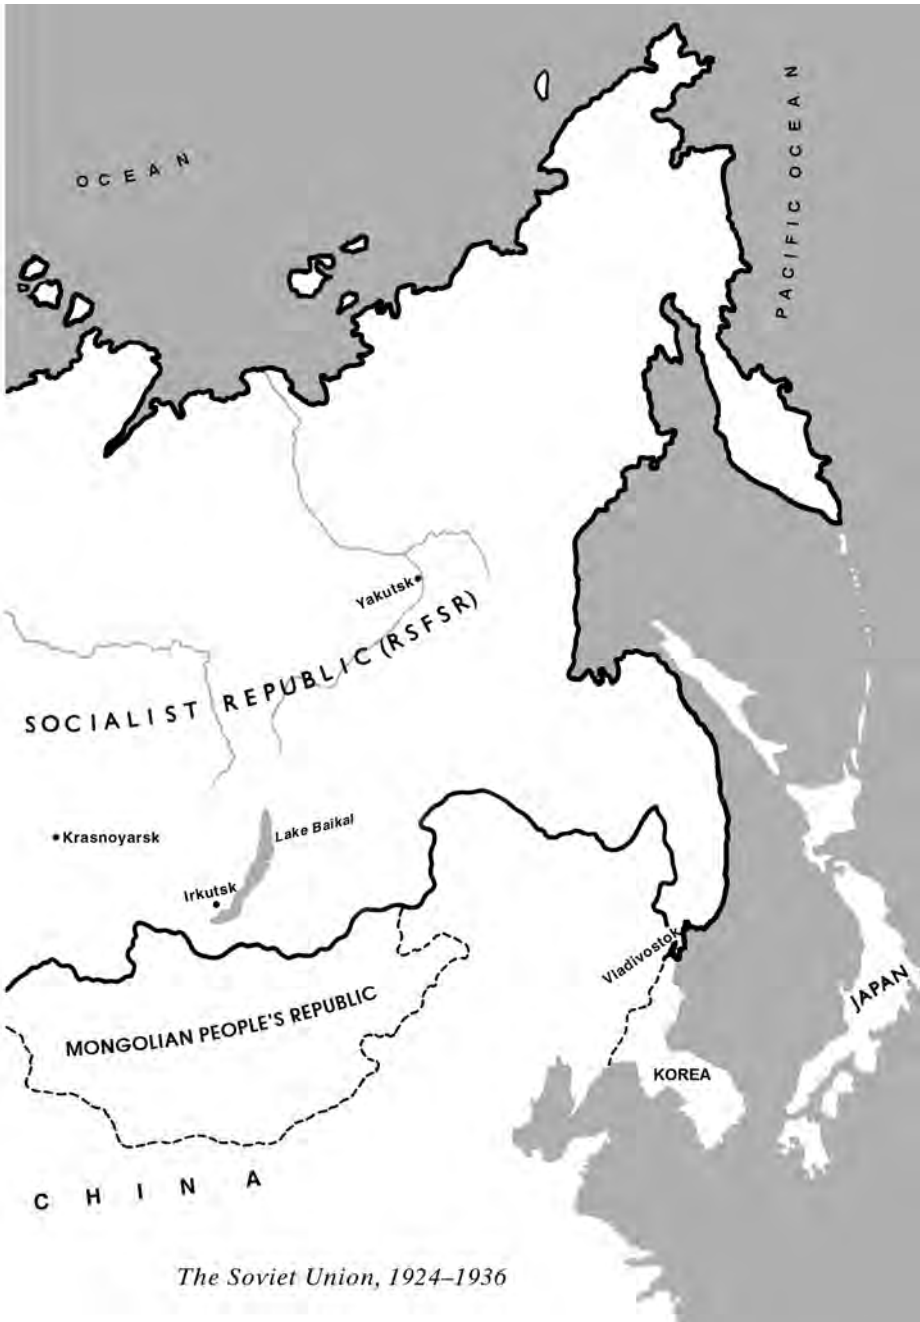 OCEAN
PACIFIC OCEAN
Yakutsk
SOCIALIST REPUBLIC (RSFSR)
Krasnoyarsk
Lake Baikal
Irkutsk
Vladivostok
MONGOLIAN PEOPLE'S REPUBLIC
JAPAN
KOREA
CHINA
The Soviet Union, 1924–1936